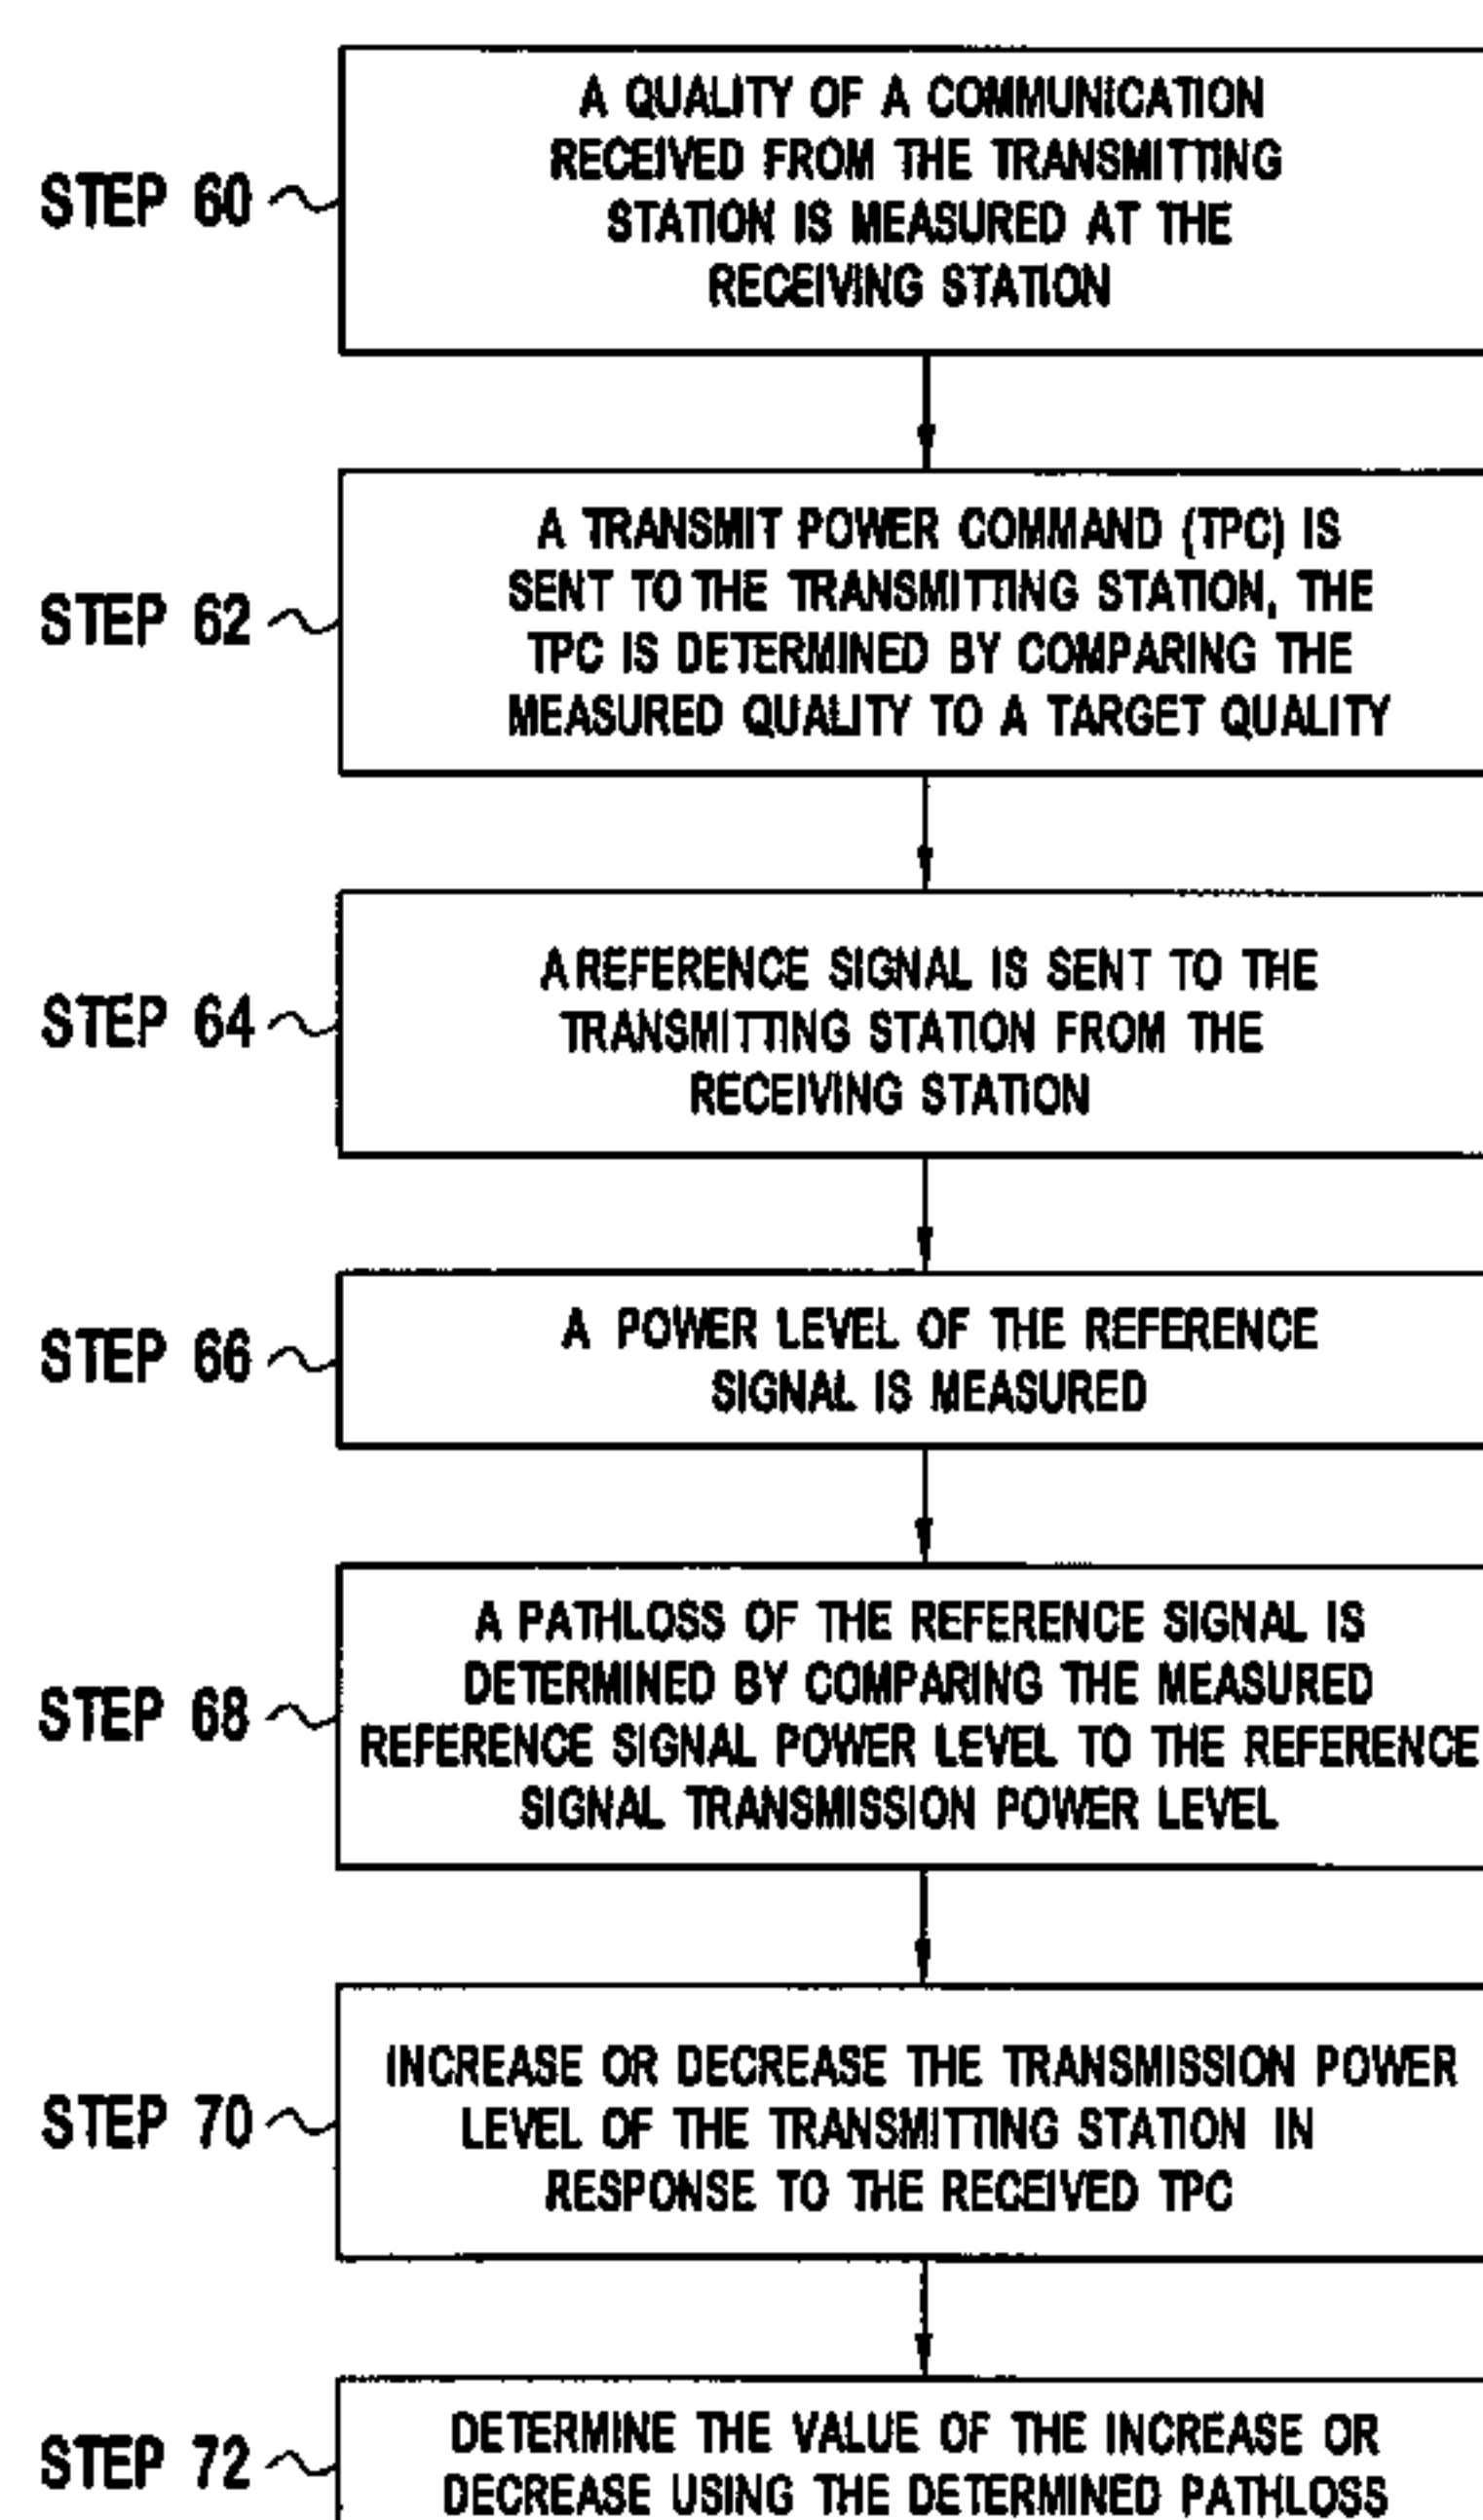 STEP 60
A QUALITY OF A COMMUNICATION
RECEIVED FROM THE TRANSMITTING
STATION IS MEASURED AT THE
RECEIVING STATION
STEP 62
A TRANSMIT POWER COMMAND (TPC) IS
SENT TO THE TRANSMITTING STATION, THE
TPC IS DETERMINED BY COMPARING THE
MEASURED QUALITY TO A TARGET QUALITY
STEP 64
A REFERENCE SIGNAL IS SENT TO THE
TRANSMITTING STATION FROM THE
RECEIVING STATION
STEP 66
A POWER LEVEL OF THE REFERENCE
SIGNAL IS MEASURED
STEP 68
A PATHLOSS OF THE REFERENCE SIGNAL IS
DETERMINED BY COMPARING THE MEASURED
REFERENCE SIGNAL POWER LEVEL TO THE REFERENCE
SIGNAL TRANSMISSION POWER LEVEL
STEP 70
INCREASE OR DECREASE THE TRANSMISSION POWER
LEVEL OF THE TRANSMITTING STATION IN
RESPONSE TO THE RECEIVED TPC
STEP 72
DETERMINE THE VALUE OF THE INCREASE OR
DECREASE USING THE DETERMINED PATHLOSS